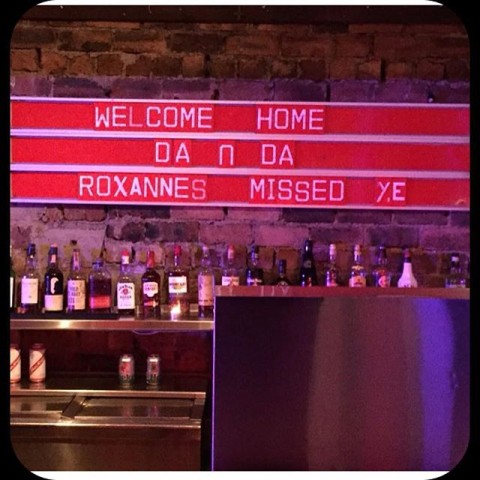 WELCOME HOME
DA n DA
ROXANNES MISSED YE